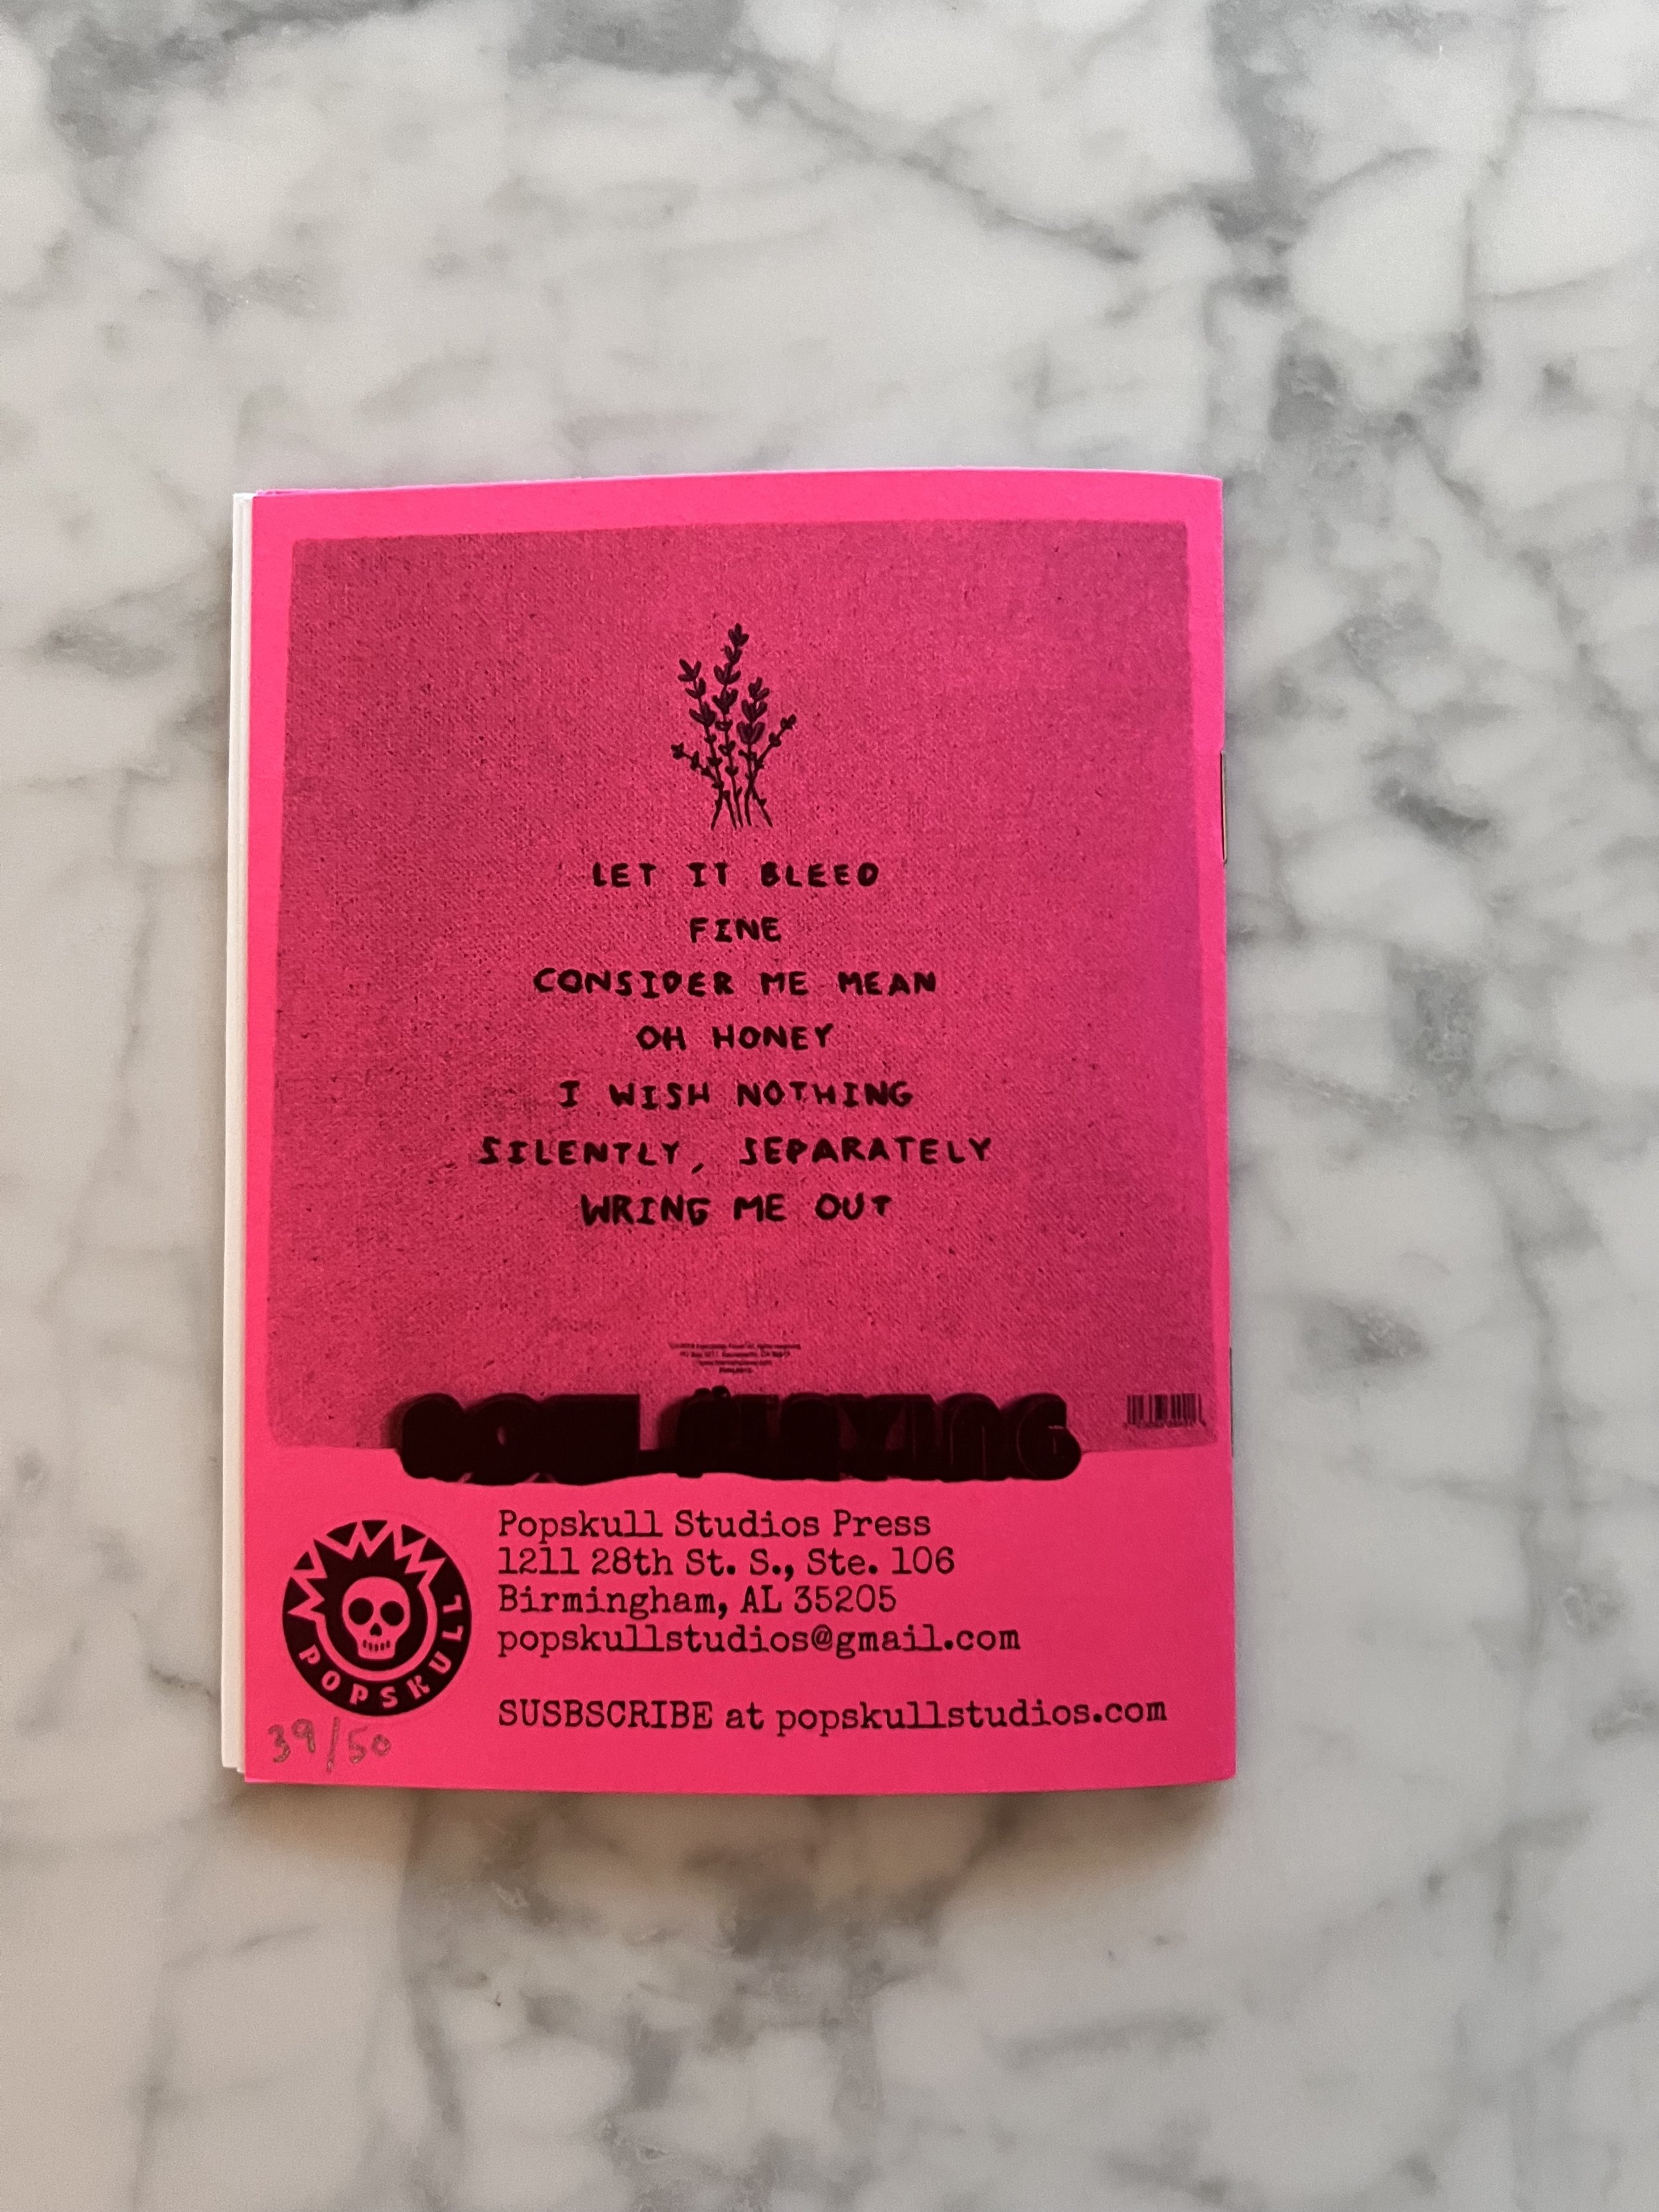 LET IT BLEED
FINE
CONSIDER ME MEAN
OH HONEY
I WISH NOTHING
SILENTLY, SEPARATELY
WRING ME OUT
Popskull Studios Press
1211 28th St. S., Ste. 106
Birmingham, AL 35205
popskullstudios@gmail.com
POPSKULL
SUSBSCRIBE at popskullstudios.com
39/50